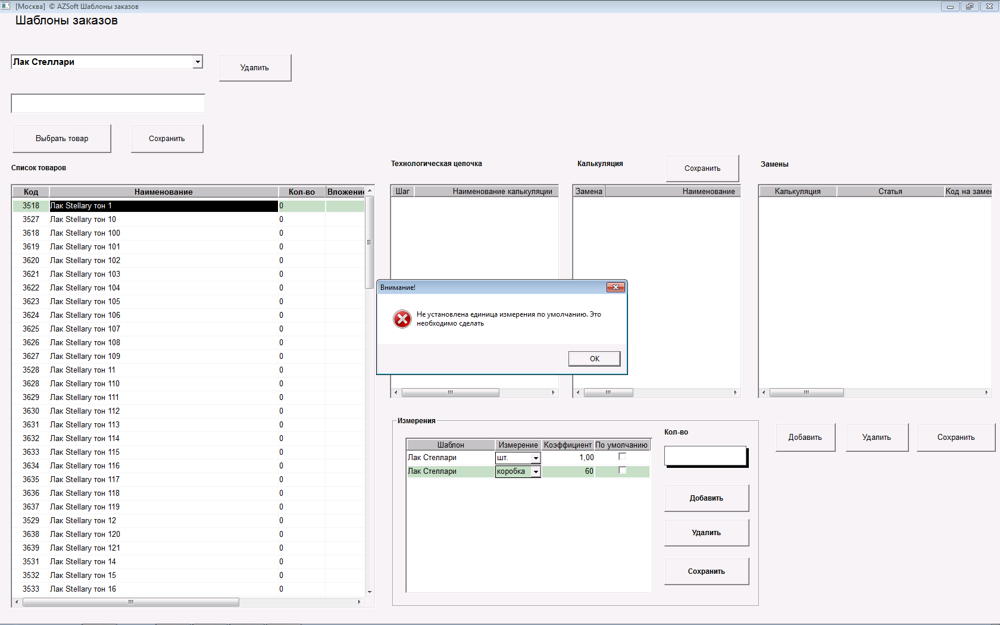 [Москва] © AZSoft Шаблоны заказов
Шаблоны заказов
Лак Стеллари
Удалить
Выбрать товар
Сохранить
Список товаров
Код Наименование Кол-во Вложение
3518 Лак Stellary тон 1 0
3527 Лак Stellary тон 10 0
3618 Лак Stellary тон 100 0
3619 Лак Stellary тон 101 0
3620 Лак Stellary тон 102 0
3621 Лак Stellary тон 103 0
3622 Лак Stellary тон 104 0
3623 Лак Stellary тон 105 0
3624 Лак Stellary тон 106 0
3625 Лак Stellary тон 107 0
3626 Лак Stellary тон 108 0
3627 Лак Stellary тон 109 0
3528 Лак Stellary тон 11 0
3628 Лак Stellary тон 110 0
3629 Лак Stellary тон 111 0
3630 Лак Stellary тон 112 0
3631 Лак Stellary тон 113 0
3632 Лак Stellary тон 114 0
3633 Лак Stellary тон 115 0
3634 Лак Stellary тон 116 0
3635 Лак Stellary тон 117 0
3636 Лак Stellary тон 118 0
3637 Лак Stellary тон 119 0
3529 Лак Stellary тон 12 0
3638 Лак Stellary тон 120 0
3639 Лак Stellary тон 121 0
3531 Лак Stellary тон 14 0
3532 Лак Stellary тон 15 0
3533 Лак Stellary тон 16 0
Технологическая цепочка
Шаг Наименование калькуляции
Калькуляция
Сохранить
Замена Наименование
Замены
Калькуляция Статья Код на замен
Внимание!
Не установлена единица измерения по умолчанию. Это
необходимо сделать
OK
Измерения
Шаблон Измерение Коэффициент По умолчанию
Лак Стеллари шт. 1,00
Лак Стеллари коробка 60
Кол-во
Добавить
Удалить
Сохранить
Добавить
Удалить
Сохранить